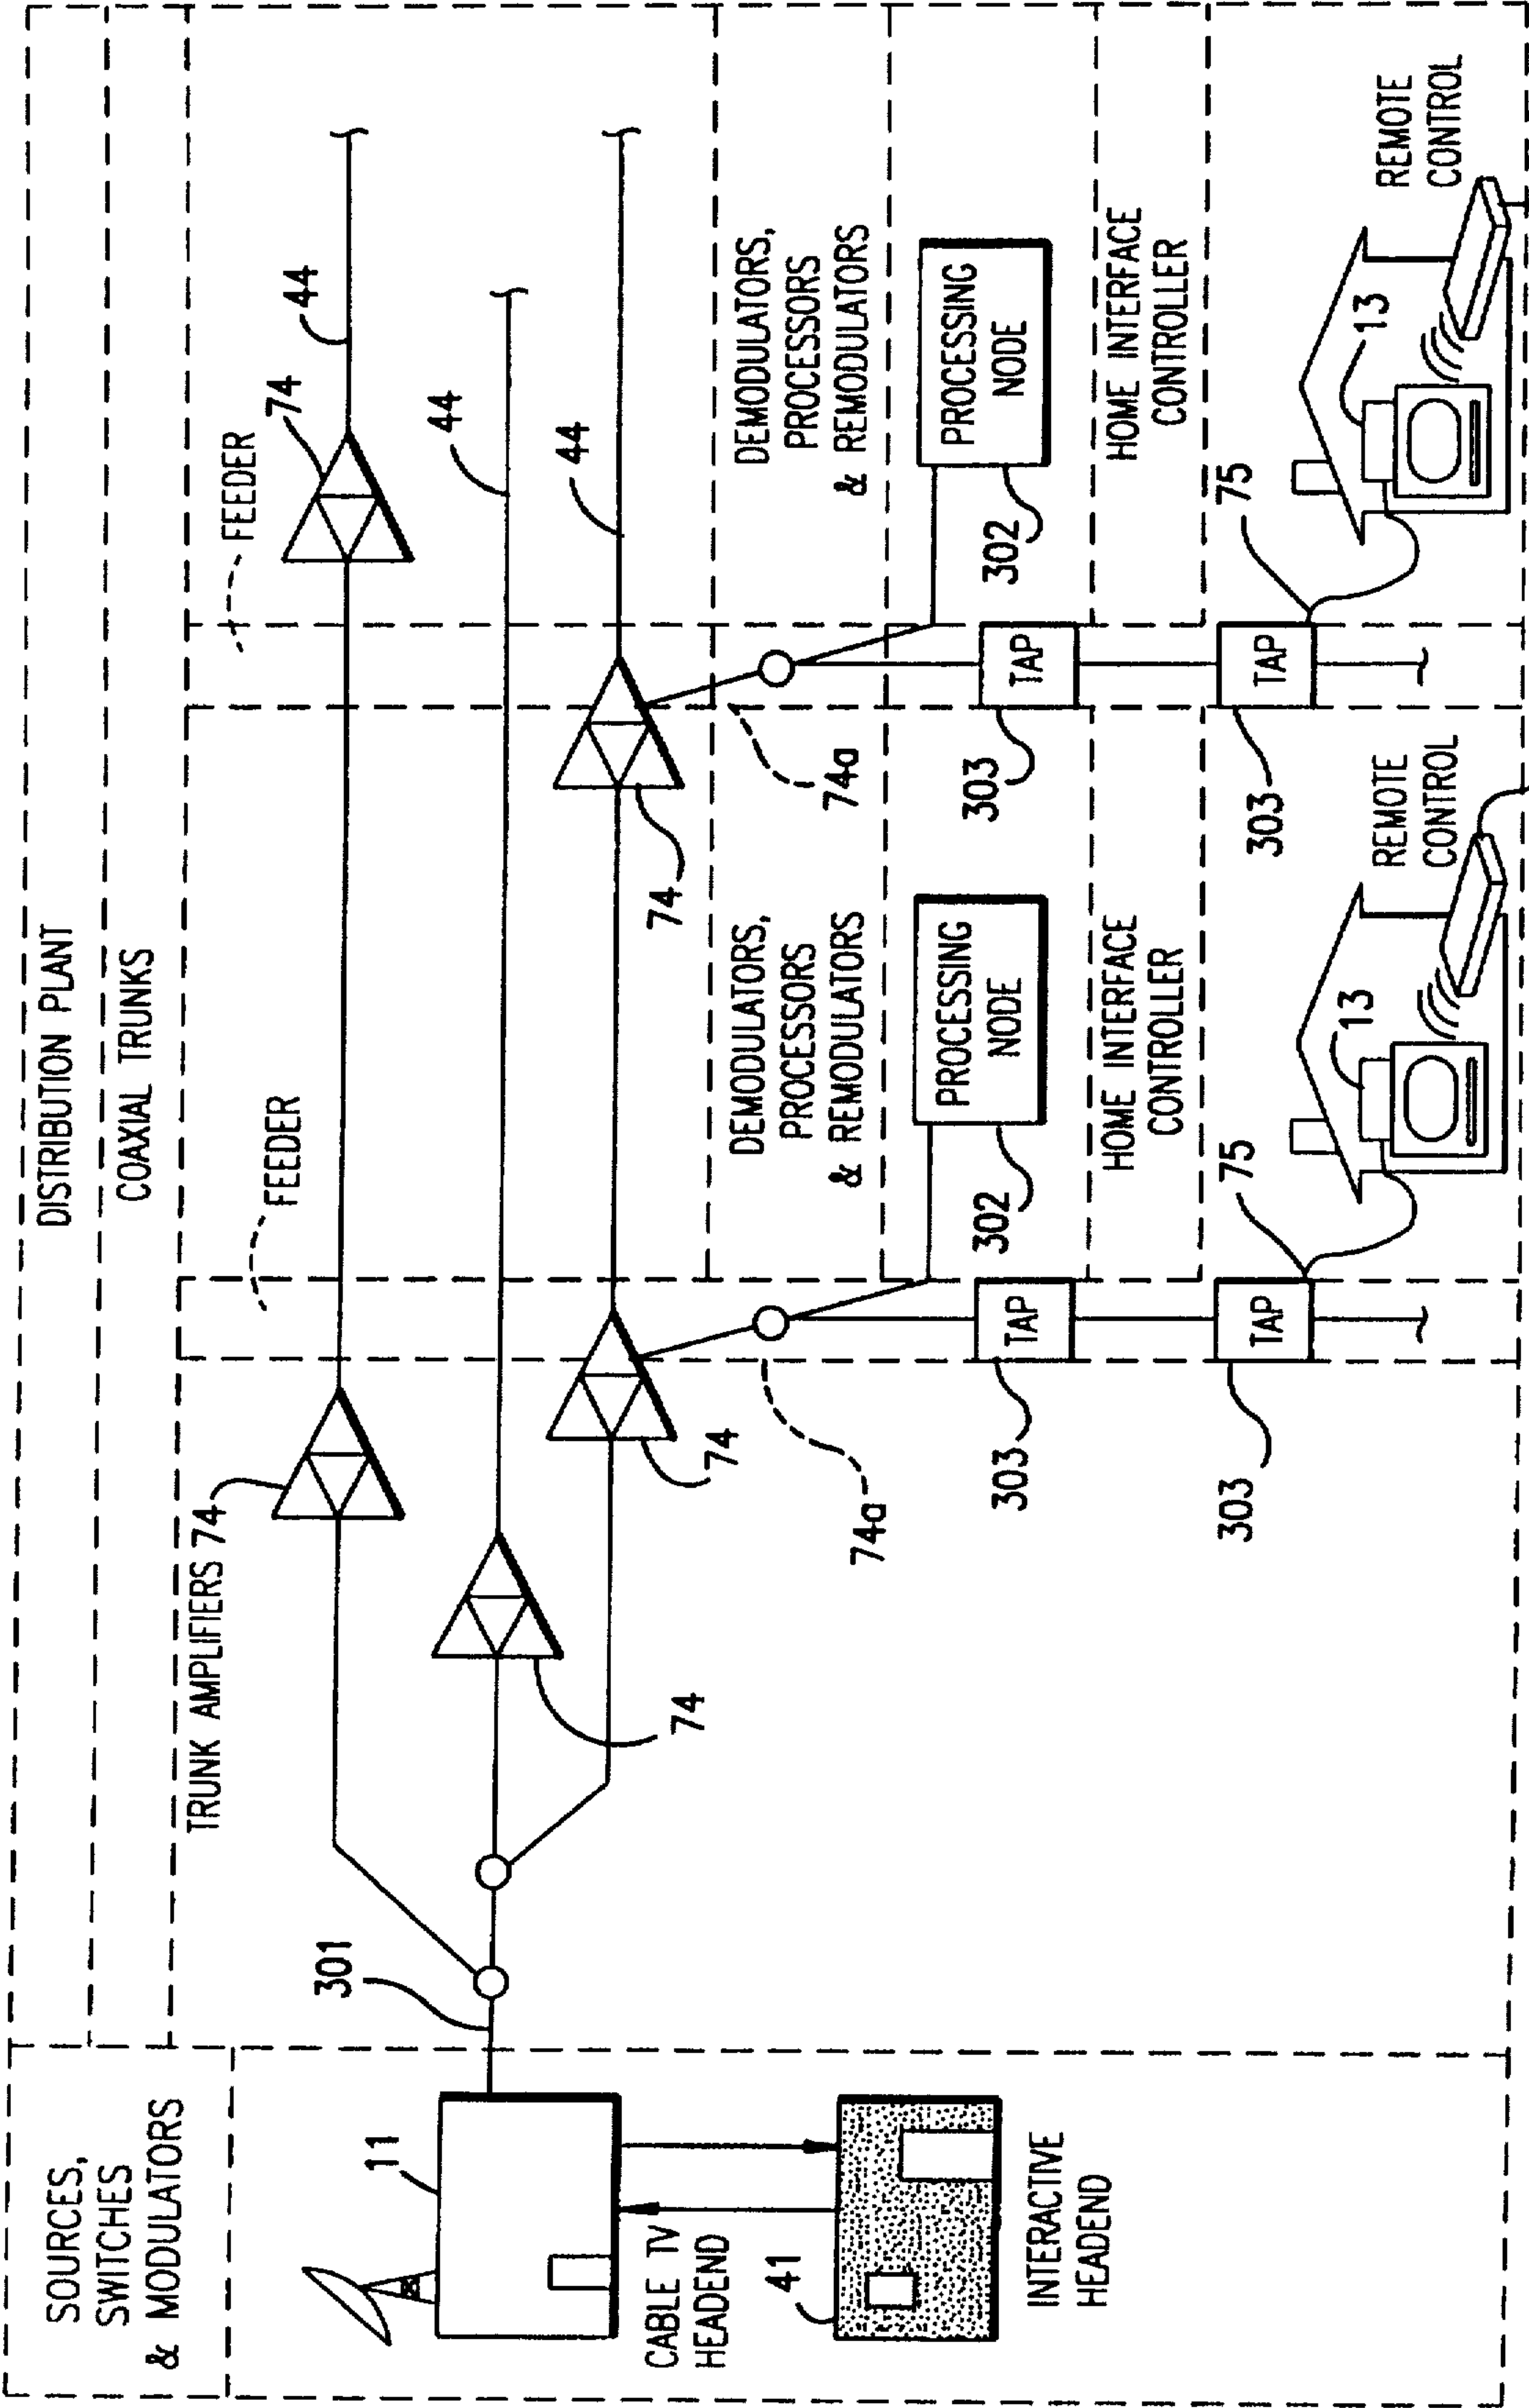 SOURCES,
SWITCHES
& MODULATORS
DISTRIBUTION PLANT
COAXIAL TRUNKS
TRUNK AMPLIFIERS 74
FEEDER
FEEDER
74
44
301
44
11
74
44
CABLE TV
HEADEND
74
74
41
INTERACTIVE
HEADEND
74a
DEMODULATORS,
PROCESSORS
& REMODULATORS
74a
DEMODULATORS,
PROCESSORS
& REMODULATORS
PROCESSING
NODE
302
PROCESSING
NODE
302
303
TAP
303
TAP
HOME INTERFACE
CONTROLLER
HOME INTERFACE
CONTROLLER
303
TAP
75
13
REMOTE
CONTROL
303
TAP
75
13
REMOTE
CONTROL